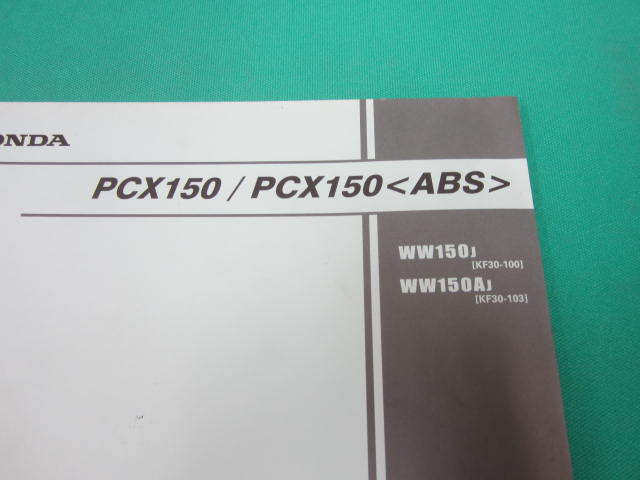 ONDA
PCX150 / PCX150<ABS>
WW150J
[KF30-100]
WW150AJ
[KF30-103]